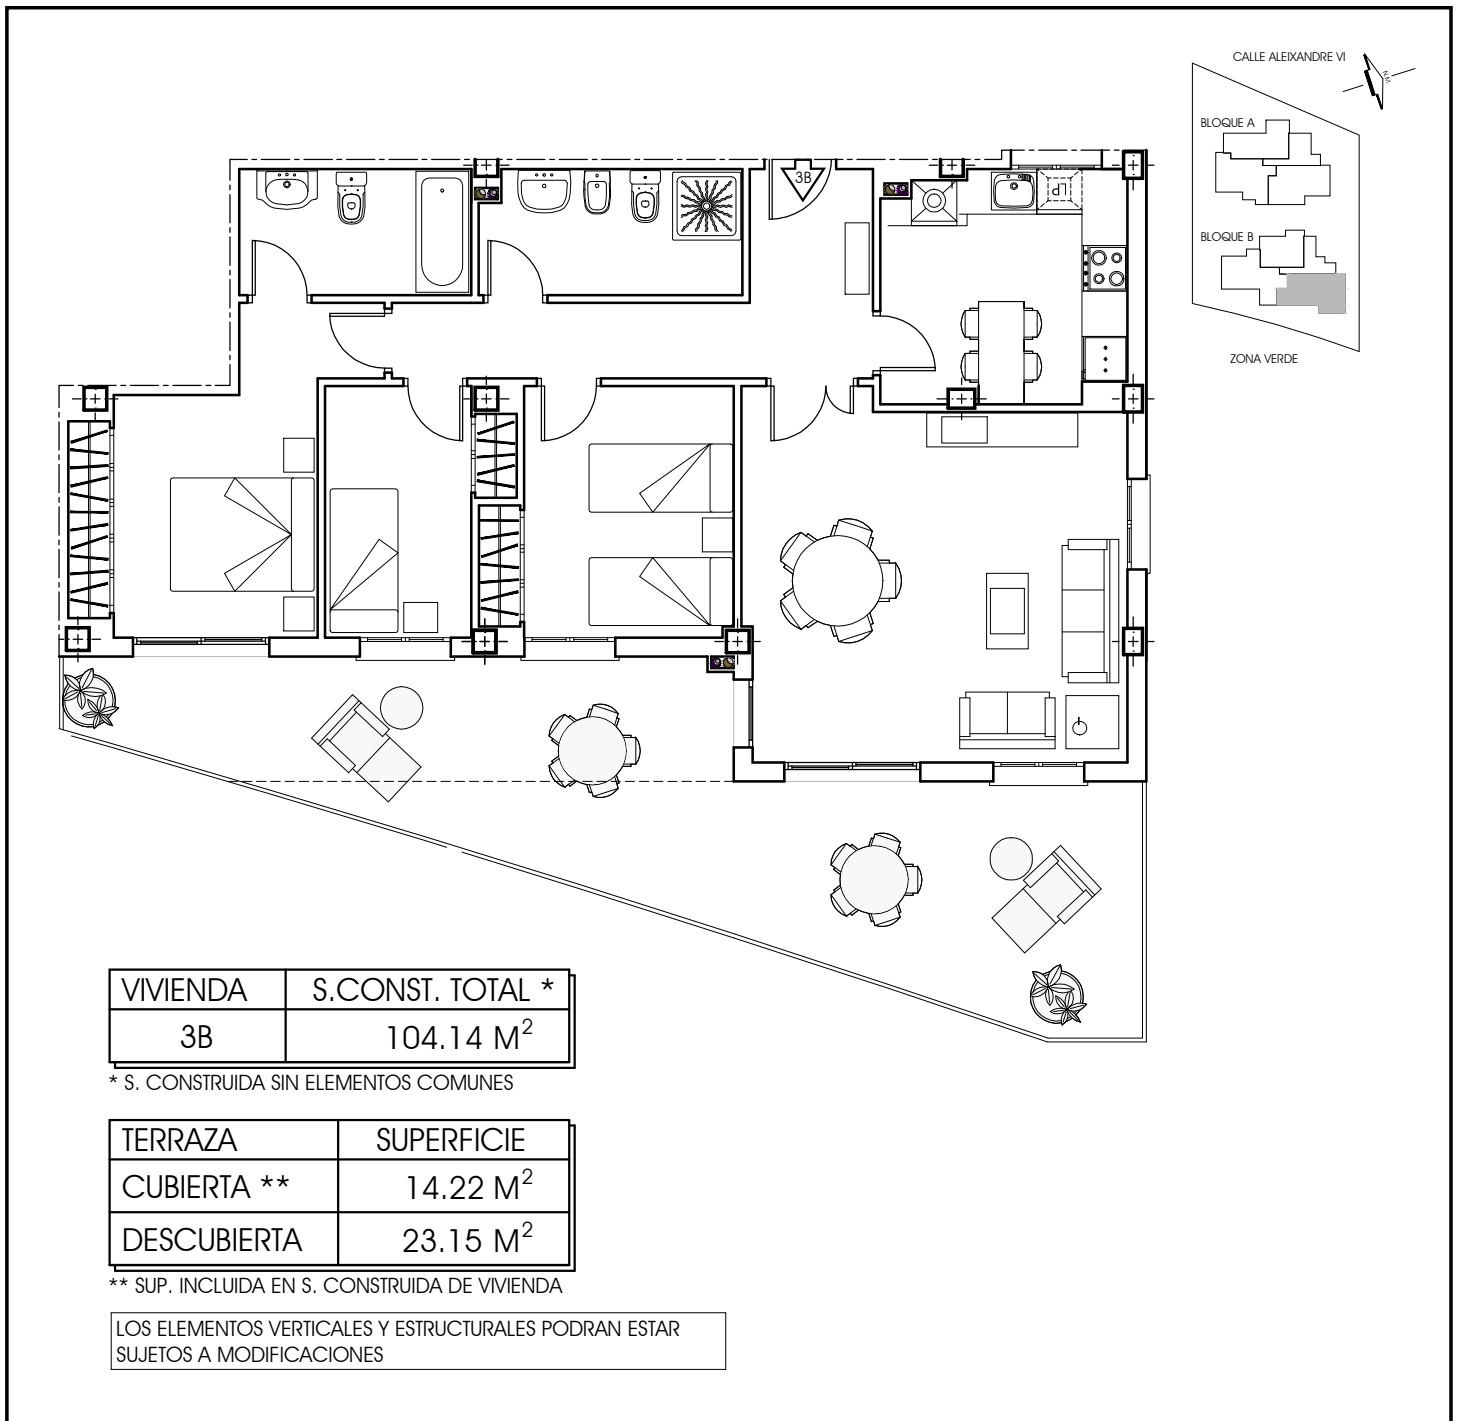 CALLE ALEIXANDRE VI
N.M.
BLOQUE A
BLOQUE B
ZONA VERDE
3B
LP
VIVIENDA S.CONST. TOTAL *
3B 104.14 M²
* S. CONSTRUIDA SIN ELEMENTOS COMUNES
TERRAZA SUPERFICIE
CUBIERTA ** 14.22 M²
DESCUBIERTA 23.15 M²
** SUP. INCLUIDA EN S. CONSTRUIDA DE VIVIENDA
LOS ELEMENTOS VERTICALES Y ESTRUCTURALES PODRAN ESTAR
SUJETOS A MODIFICACIONES